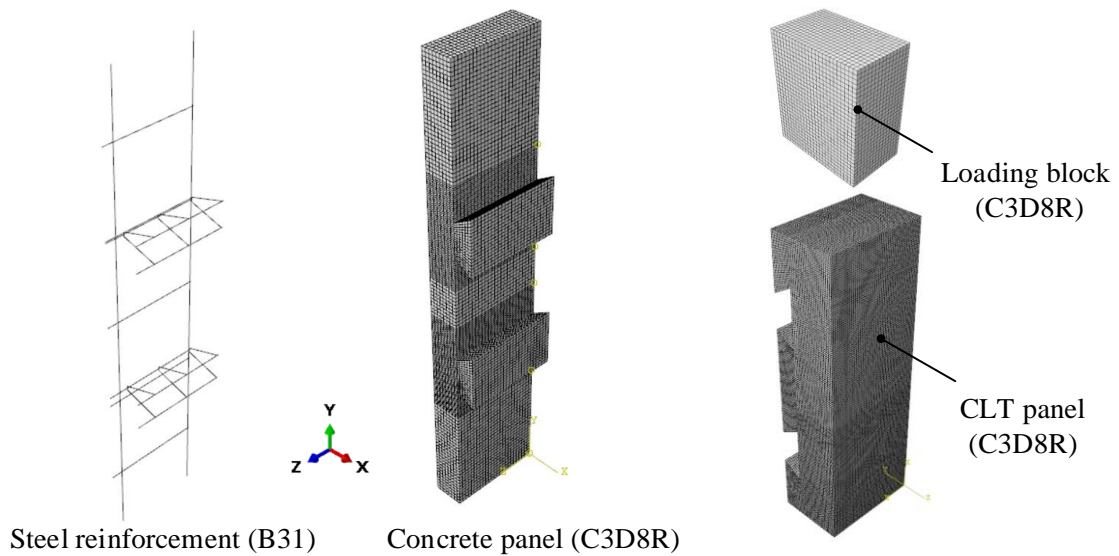 Loading block
(C3D8R)
CLT panel
(C3D8R)
Y
Z
X
Y
Z
X
Steel reinforcement (B31)
Concrete panel (C3D8R)